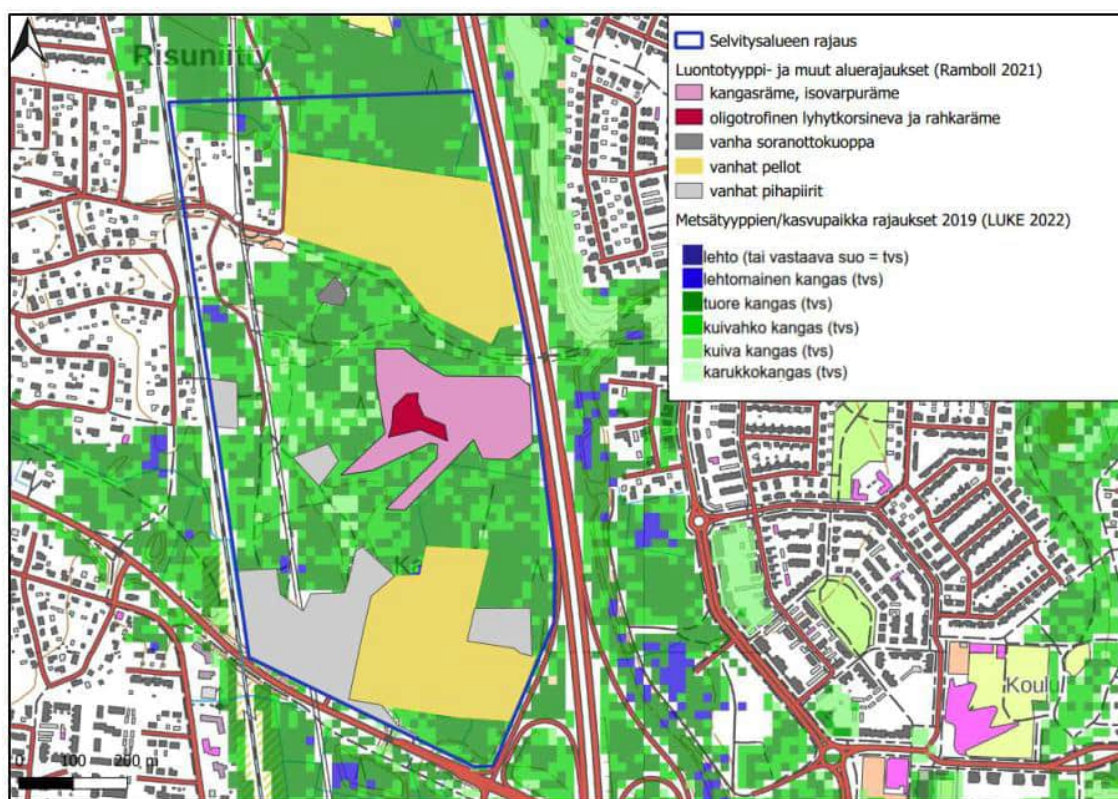 Risuniitty
Selvitysalueen rajaus
Luontotyyppi- ja muut aluerajaukset (Ramboll 2021)
kangasräme, isovarpuräme
oligotrofinen lyhytkorsineva ja rahkaräme
vanha soranottokuoppa
vanhat pellot
vanhat pihapiirit
Metsätyyppien/kasvupaikka rajaukset 2019 (LUKE 2022)
lehto (tai vastaava suo = tvs)
lehtomainen kangas (tvs)
tuore kangas (tvs)
kuivahko kangas (tvs)
kuiva kangas (tvs)
karukkokangas (tvs)
Ka
Koulu
0 100 200 m